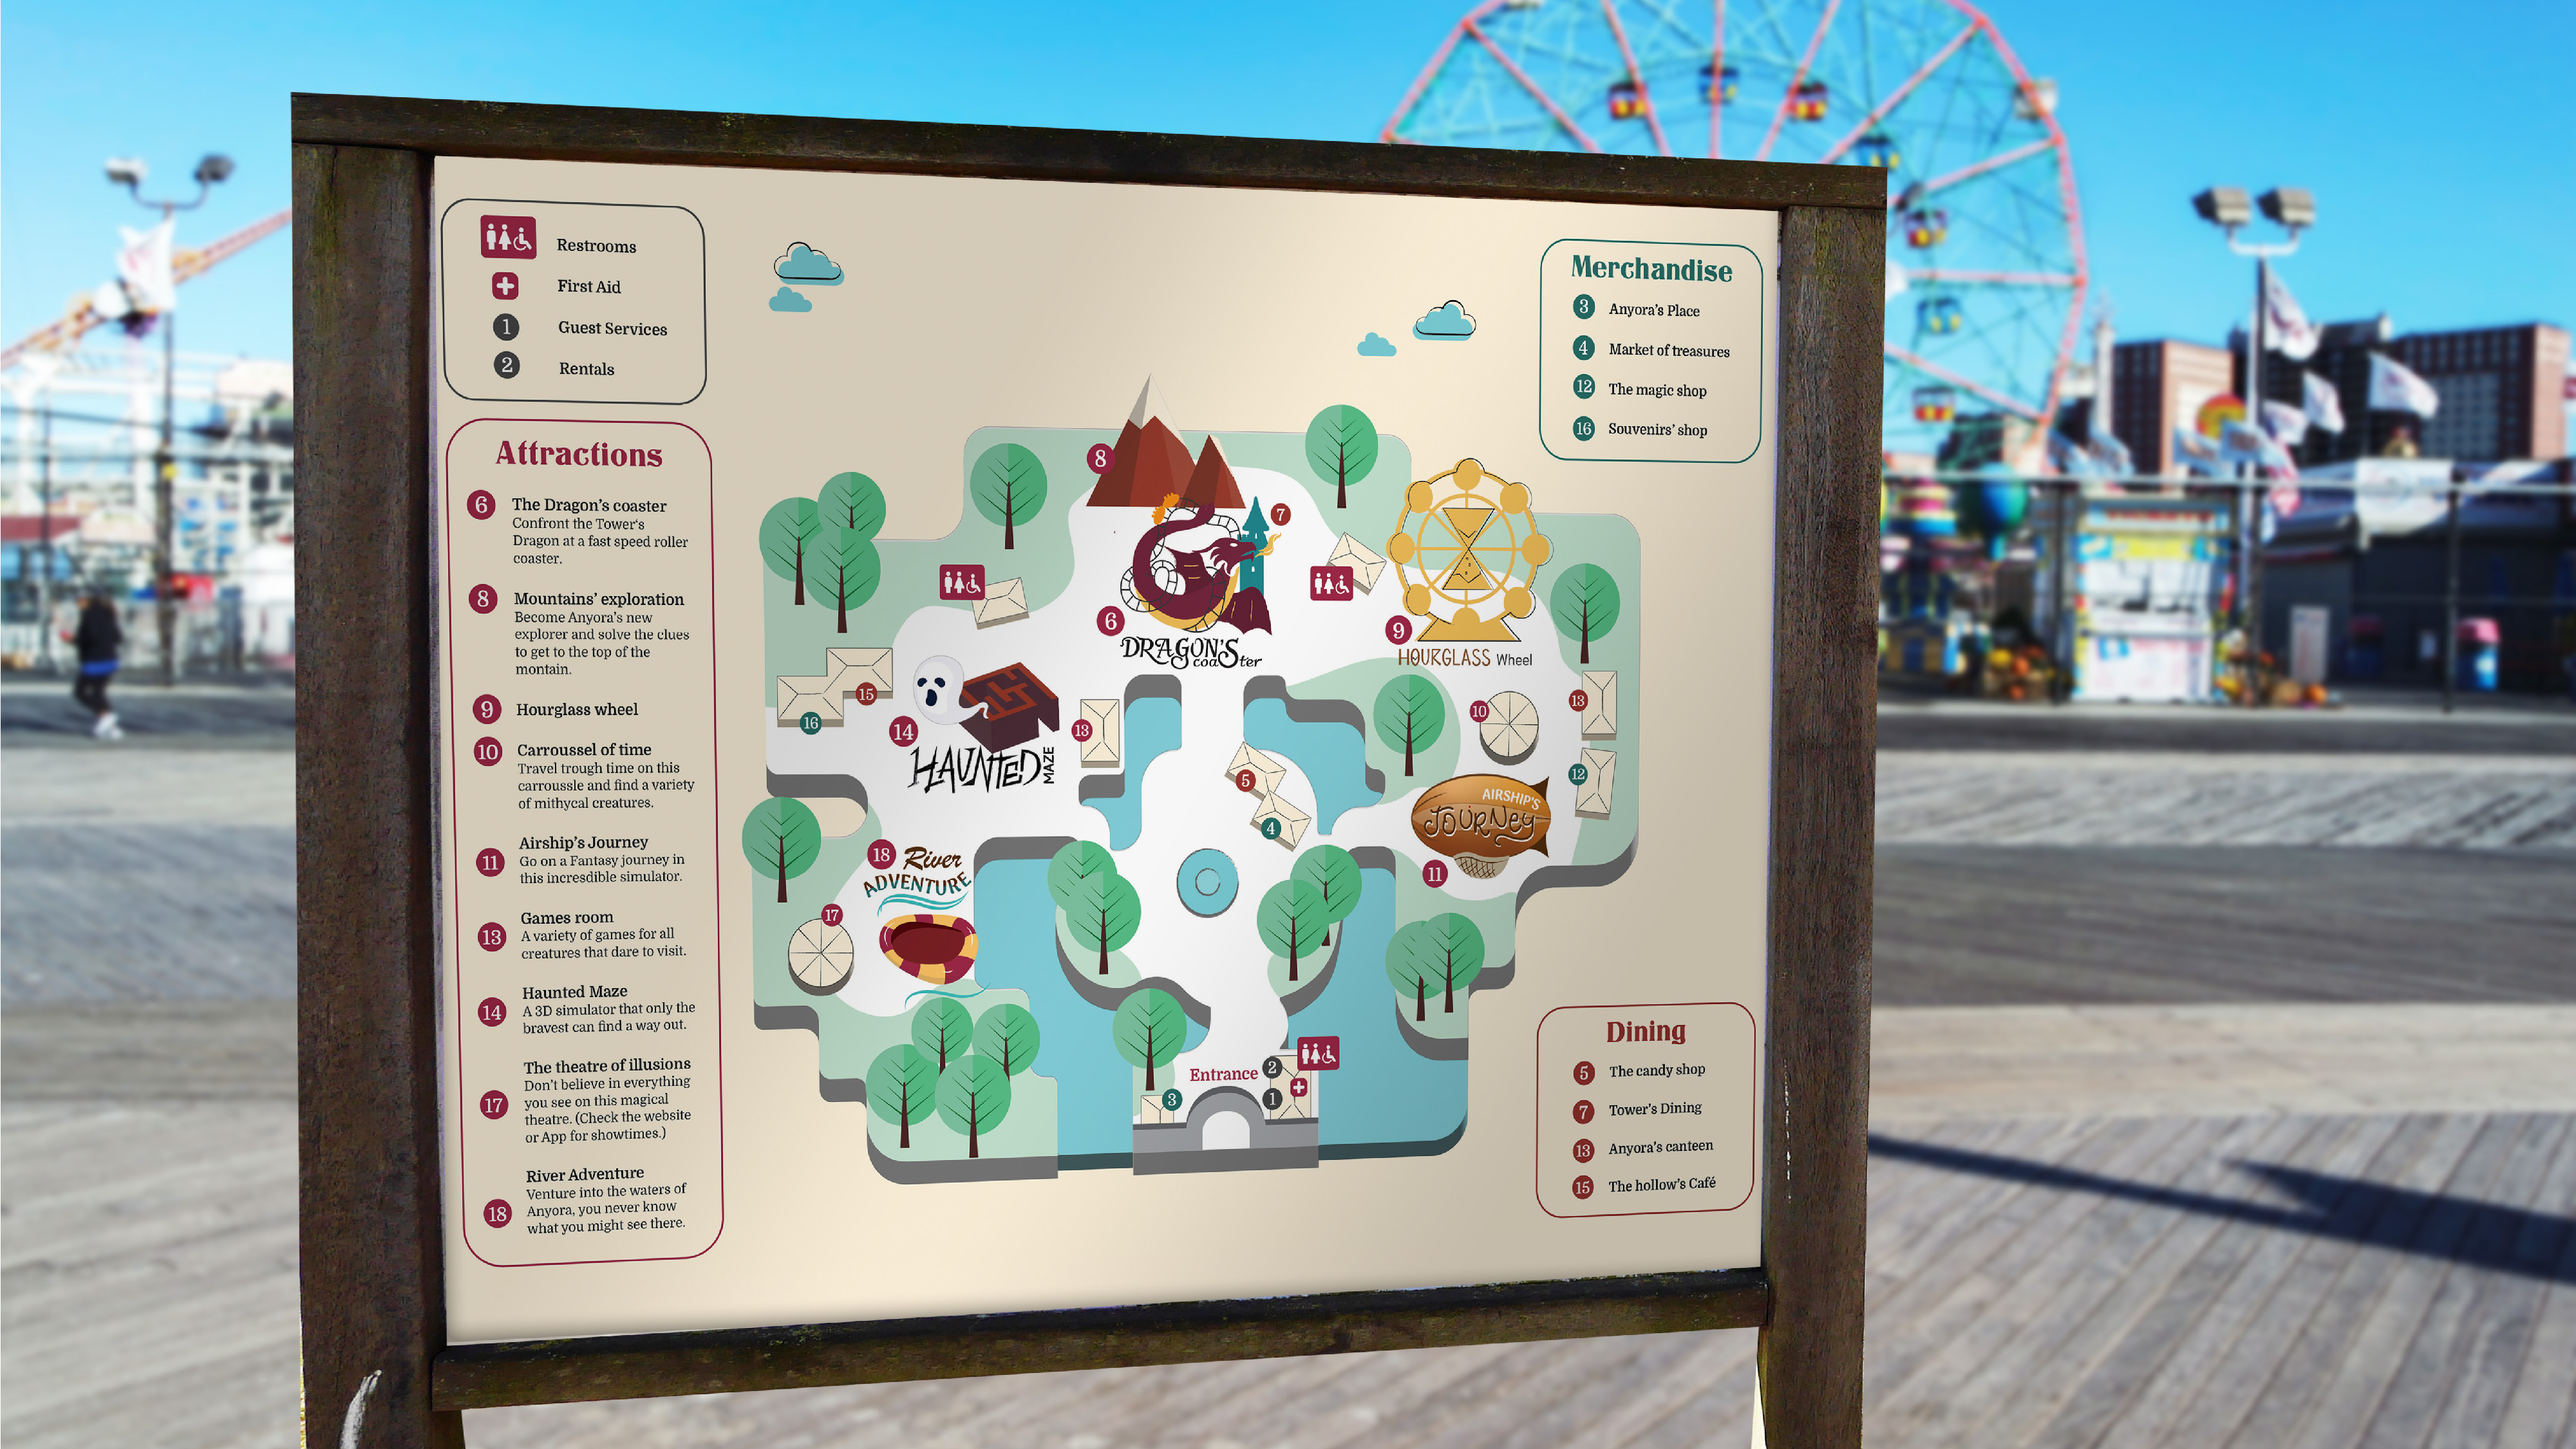 Restrooms
First Aid
1 Guest Services
2 Rentals
Attractions
6 The Dragon's coaster
Confront the Tower's
Dragon at a fast speed roller
coaster.
8 Mountains' exploration
Become Anyora's new
explorer and solve the clues
to get to the top of the
montain.
9 Hourglass wheel
10 Carroussel of time
Travel trough time on this
carroussle and find a variety
of mithycal creatures.
11 Airship's Journey
Go on a Fantasy journey in
this incresdible simulator.
13 Games room
A variety of games for all
creatures that dare to visit.
14 Haunted Maze
A 3D simulator that only the
bravest can find a way out.
17 The theatre of illusions
Don't believe in everything
you see on this magical
theatre. (Check the website
or App for showtimes.)
18 River Adventure
Venture into the waters of
Anyora, you never know
what you might see there.
8
7
6
DRAGON'S
coaSter
9
HOURGLASS Wheel
15
16
14
HAUNTED
MAZE
13
10
13
12
5
4
AIRSHIP'S
JOURNEY
11
18 River
ADVENTURE
17
Entrance
2
1
3
Merchandise
3 Anyora's Place
4 Market of treasures
12 The magic shop
16 Souvenirs' shop
Dining
5 The candy shop
7 Tower's Dining
13 Anyora's canteen
15 The hollow's Café